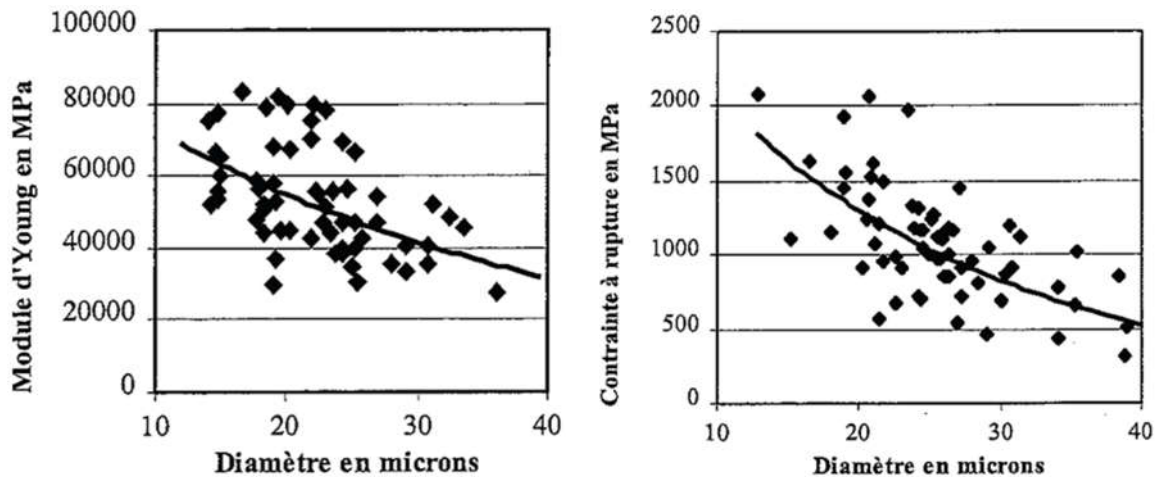 Module d'Young en MPa
100000
80000
60000
40000
20000
0
10 20 30 40
Diamètre en microns
Contrainte à rupture en MPa
2500
2000
1500
1000
500
0
10 20 30 40
Diamètre en microns